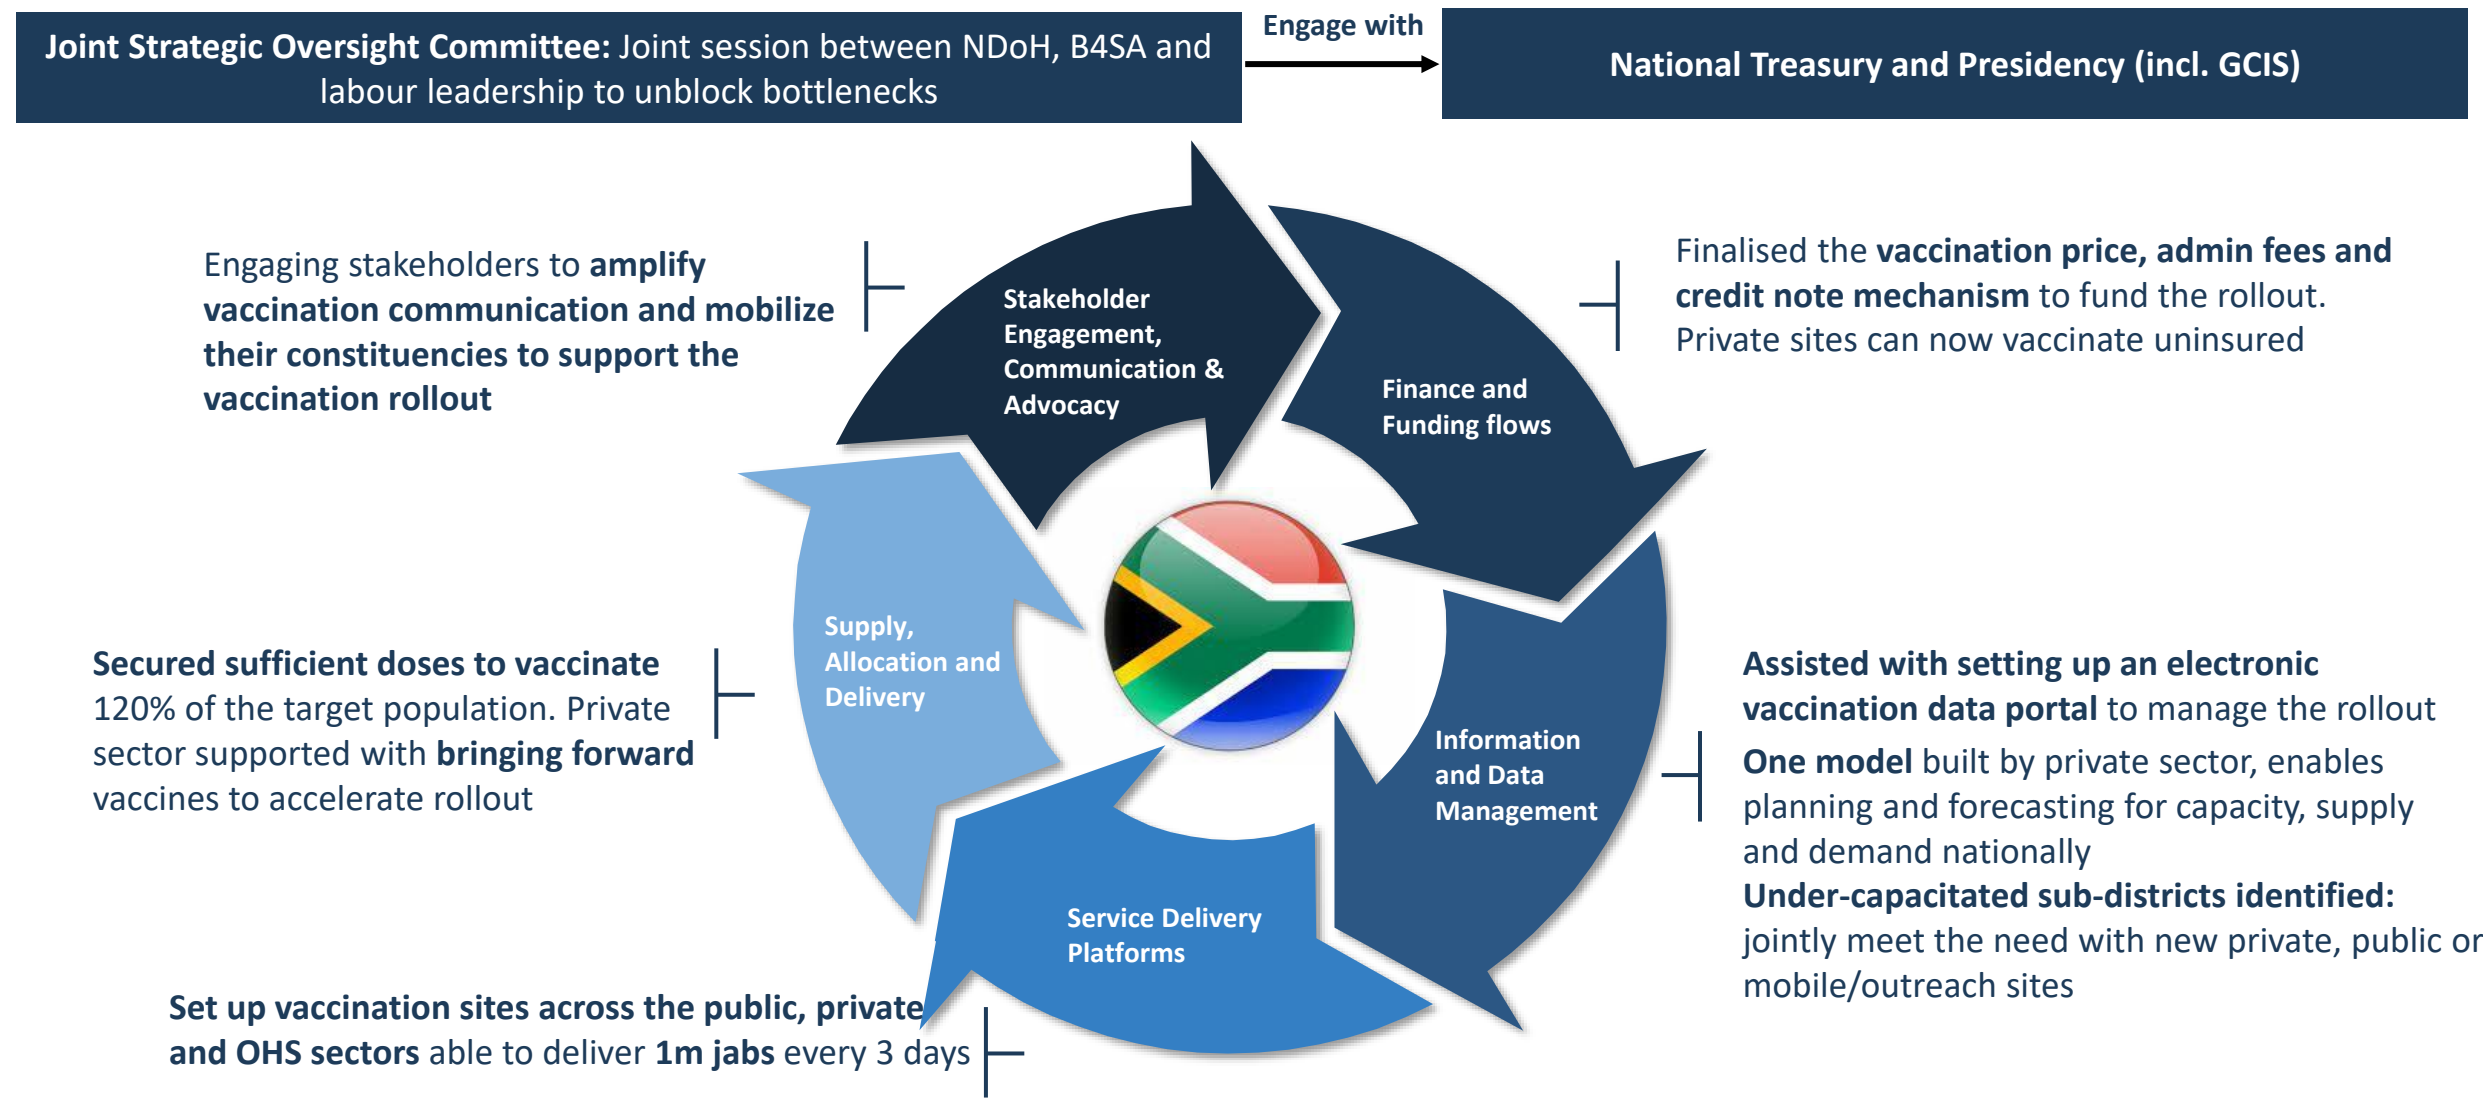 Joint Strategic Oversight Committee: Joint session between NDoH, B4SA and
labour leadership to unblock bottlenecks
Engage with
National Treasury and Presidency (incl. GCIS)
Engaging stakeholders to amplify
vaccination communication and mobilize
their constituencies to support the
vaccination rollout
Stakeholder
Engagement,
Communication &
Advocacy
Finance and
Funding flows
Finalised the vaccination price, admin fees and
credit note mechanism to fund the rollout.
Private sites can now vaccinate uninsured
Secured sufficient doses to vaccinate
120% of the target population. Private
sector supported with bringing forward
vaccines to accelerate rollout
Supply,
Allocation and
Delivery
Information
and Data
Management
Assisted with setting up an electronic
vaccination data portal to manage the rollout
One model built by private sector, enables
planning and forecasting for capacity, supply
and demand nationally
Under-capacitated sub-districts identified:
jointly meet the need with new private, public or
mobile/outreach sites
Service Delivery
Platforms
Set up vaccination sites across the public, private
and OHS sectors able to deliver 1m jabs every 3 days